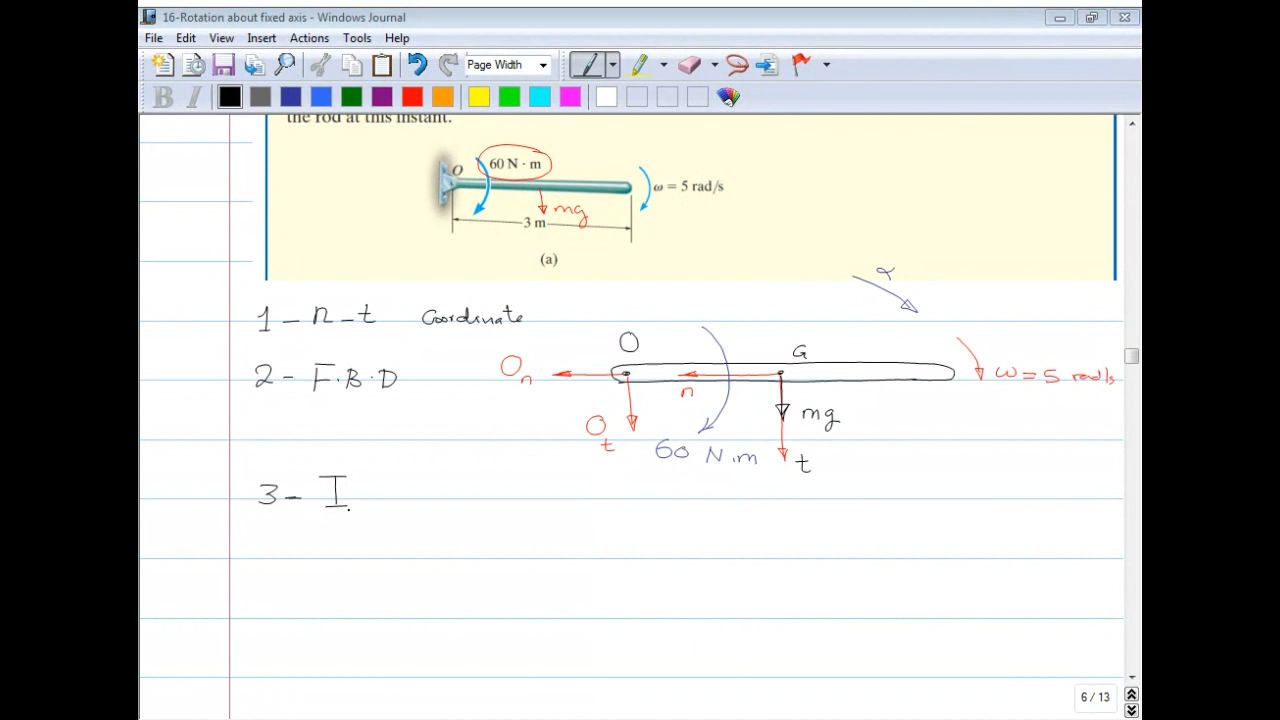 16-Rotation about fixed axis - Windows Journal
File Edit View Insert Actions Tools Help
Page Width
B I
the rod at this instant.
O 60 N · m
ω = 5 rad/s
mg
3 m
(a)
α
1 - n - t Coordinate
O G
2 - F.B.D
On
n
ω = 5 rad/s
Ot
mg
60 N.m
t
3 - I
6 / 13